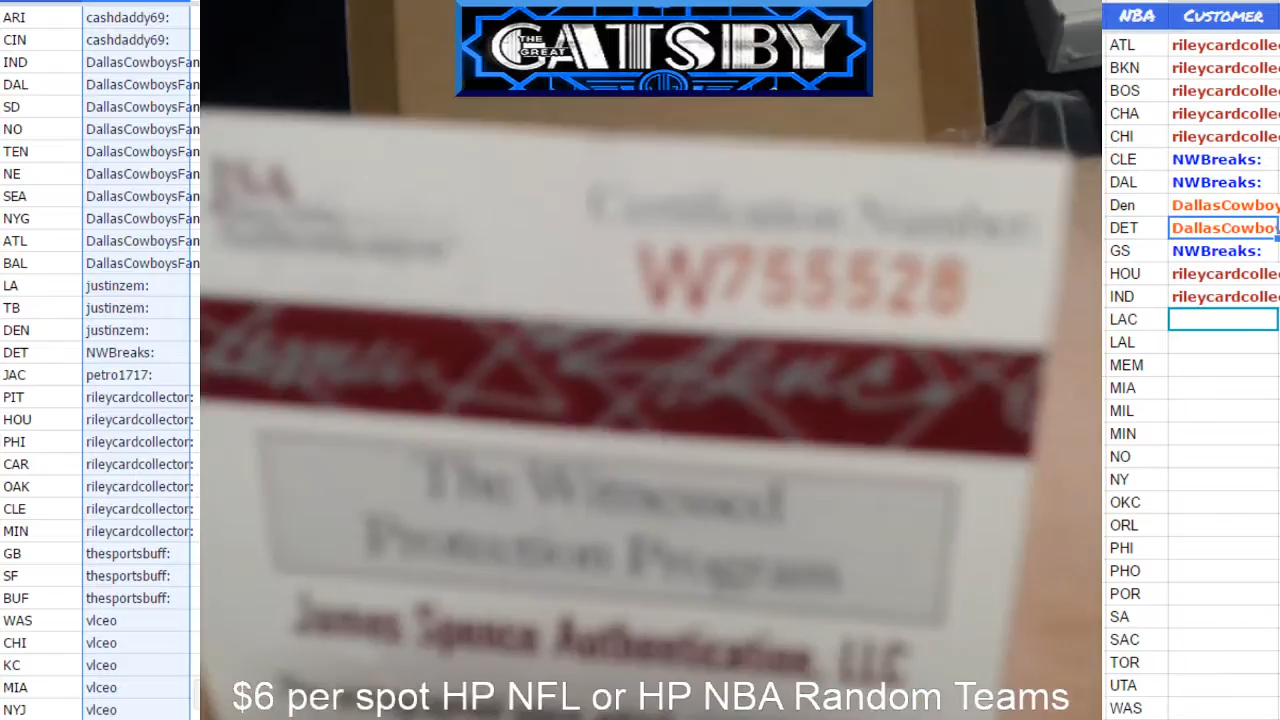 ARI cashdaddy69:
CIN cashdaddy69:
IND DallasCowboysFan
DAL DallasCowboysFan
SD DallasCowboysFan
NO DallasCowboysFan
TEN DallasCowboysFan
NE DallasCowboysFan
SEA DallasCowboysFan
NYG DallasCowboysFan
ATL DallasCowboysFan
BAL DallasCowboysFan
LA justinzem:
TB justinzem:
DEN justinzem:
DET NWBreaks:
JAC petro1717:
PIT rileycardcollector:
HOU rileycardcollector:
PHI rileycardcollector:
CAR rileycardcollector:
OAK rileycardcollector:
CLE rileycardcollector:
MIN rileycardcollector:
GB thesportsbuff:
SF thesportsbuff:
BUF thesportsbuff:
WAS vlceo
CHI vlceo
KC vlceo
MIA vlceo
NYJ vlceo
THE GREAT GATSBY
JSA
Certification Number
W755528
The Witnessed
Protection Program
James Spence Authentication, LLC
$6 per spot HP NFL or HP NBA Random Teams
NBA CUSTOMER
ATL rileycardcolle
BKN rileycardcolle
BOS rileycardcolle
CHA rileycardcolle
CHI rileycardcolle
CLE NWBreaks:
DAL NWBreaks:
Den DallasCowboy
DET DallasCowboy
GS NWBreaks:
HOU rileycardcolle
IND rileycardcolle
LAC
LAL
MEM
MIA
MIL
MIN
NO
NY
OKC
ORL
PHI
PHO
POR
SA
SAC
TOR
UTA
WAS